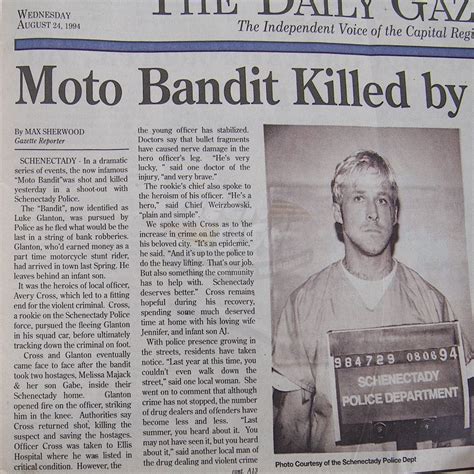 WEDNESDAY
AUGUST 24, 1994
THE DAILY GAZ
The Independent Voice of the Capital Regi
Moto Bandit Killed by
By MAX SHERWOOD
Gazette Reporter
SCHENECTADY - In a dramatic
series of events, the now infamous
"Moto Bandit"was shot and killed
yesterday in a shoot-out with
Schenectady Police.
The "Bandit", now identified as
Luke Glanton, was pursued by
Police as he fled what would be the
last in a string of bank robberies.
Glanton, who'd earned money as a
part time motorcycle stunt rider,
had arrived in town last Spring. He
leaves behind an infant son.
It was the heroics of local officer,
Avery Cross, which led to a fitting
end for the violent criminal. Cross,
a rookie on the Schenectady Police
force, pursued the fleeing Glanton
in his squad car, before ultimately
tracking down the criminal on foot.
Cross and Glanton eventually
came face to face after the bandit
took two hostages, Melissa Majack
& her son Gabe, inside their
Schenectady home. Glanton
opened fire on the officer, striking
him in the knee. Authorities say
Cross returned shot, killing the
suspect and saving the hostages.
Officer Cross was taken to Ellis
Hospital where he was listed in
critical condition. However, the
the young officer has stabilized.
Doctors say that bullet fragments
have caused nerve damage in the
hero officer's leg. "He's very
lucky, " said one doctor of the
injury, "and very brave."
The rookie's chief also spoke to
the heroism of his officer. "He's a
hero," said Chief Weirzbowski,
"plain and simple".
We spoke with Cross as to the
increase in crime on the streets of
his beloved city. "It's an epidemic,"
he said. "And it's up to the police to
do the heavy lifting. That's our job.
But also something the community
has to help with. Schenectady
deserves better." Cross remains
hopeful during his recovery,
spending some much deserved
time at home with his loving wife
Jennifer, and infant son AJ.
With police presence growing in
the streets, residents have taken
notice. "Last year at this time, you
couldn't even walk down the
street," said one local woman. She
went on to comment that although
crime has not stopped, the number
of drug dealers and offenders have
become less and less noticeable. "Last
summer, you heard about it. You
may not have seen it, but you
heard about it," said another local
984729 080694
SCHENECTADY
POLICE DEPARTMENT
Photo Courtesy of the Schenectady Police Dept